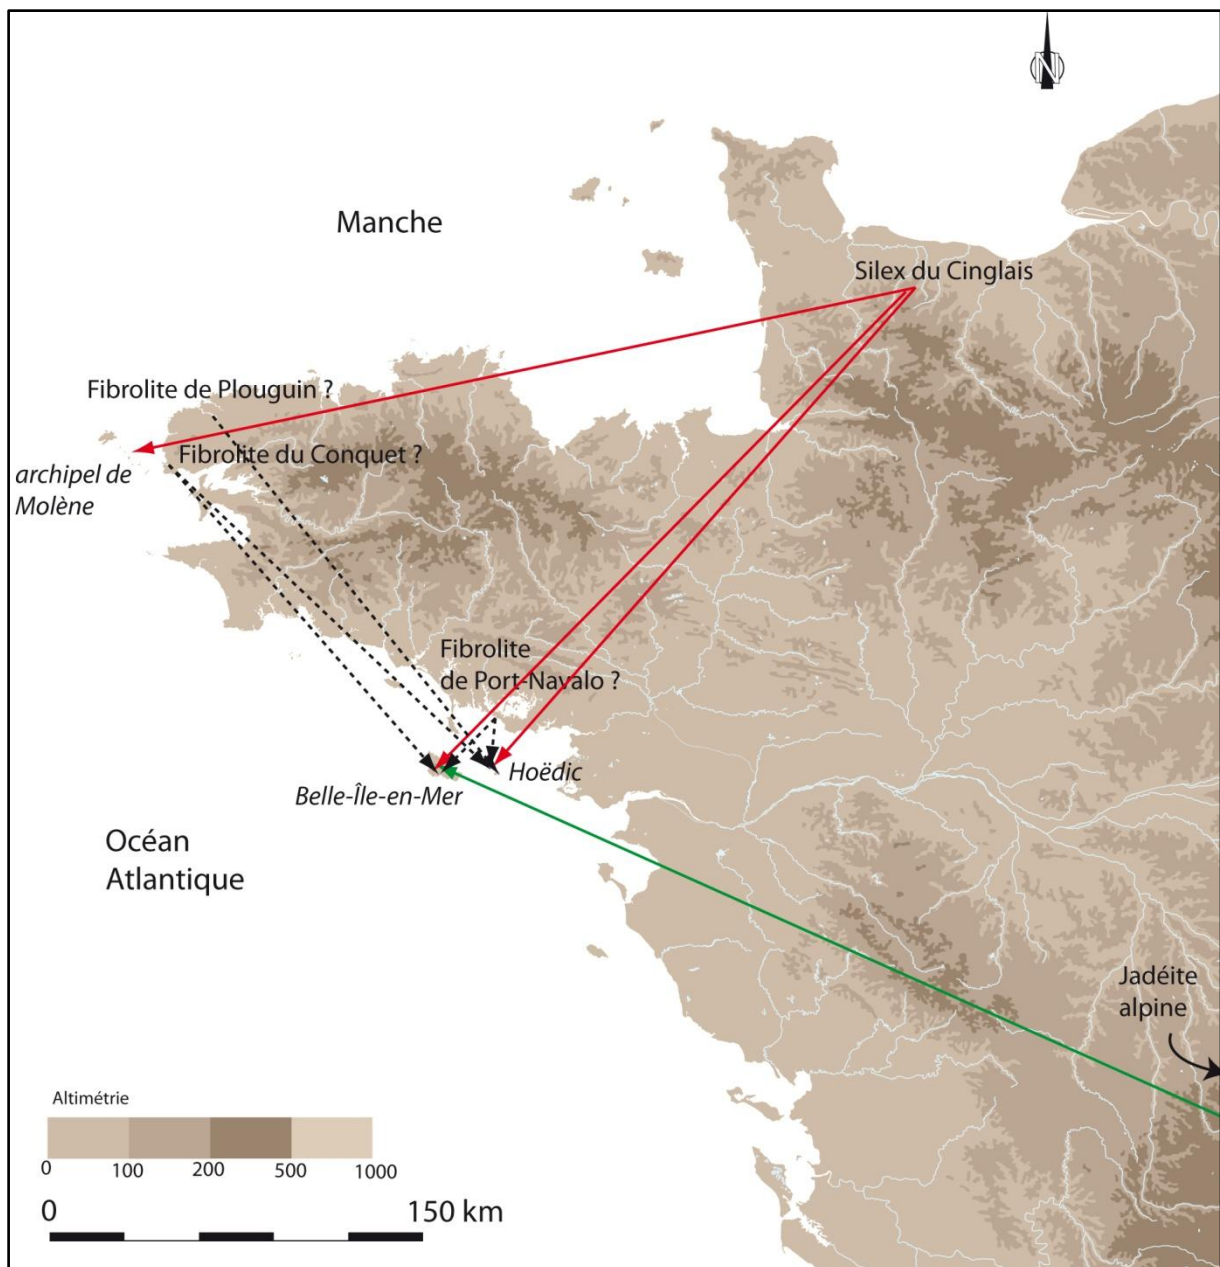 N
Manche
Silex du Cinglais
Fibrolite de Plouguin ?
Fibrolite du Conquet ?
archipel de
Molène
Fibrolite
de Port-Navalo ?
Hoëdic
Belle-Île-en-Mer
Océan
Atlantique
Jadéite
alpine
Altimétrie
0 100 200 500 1000
0 150 km